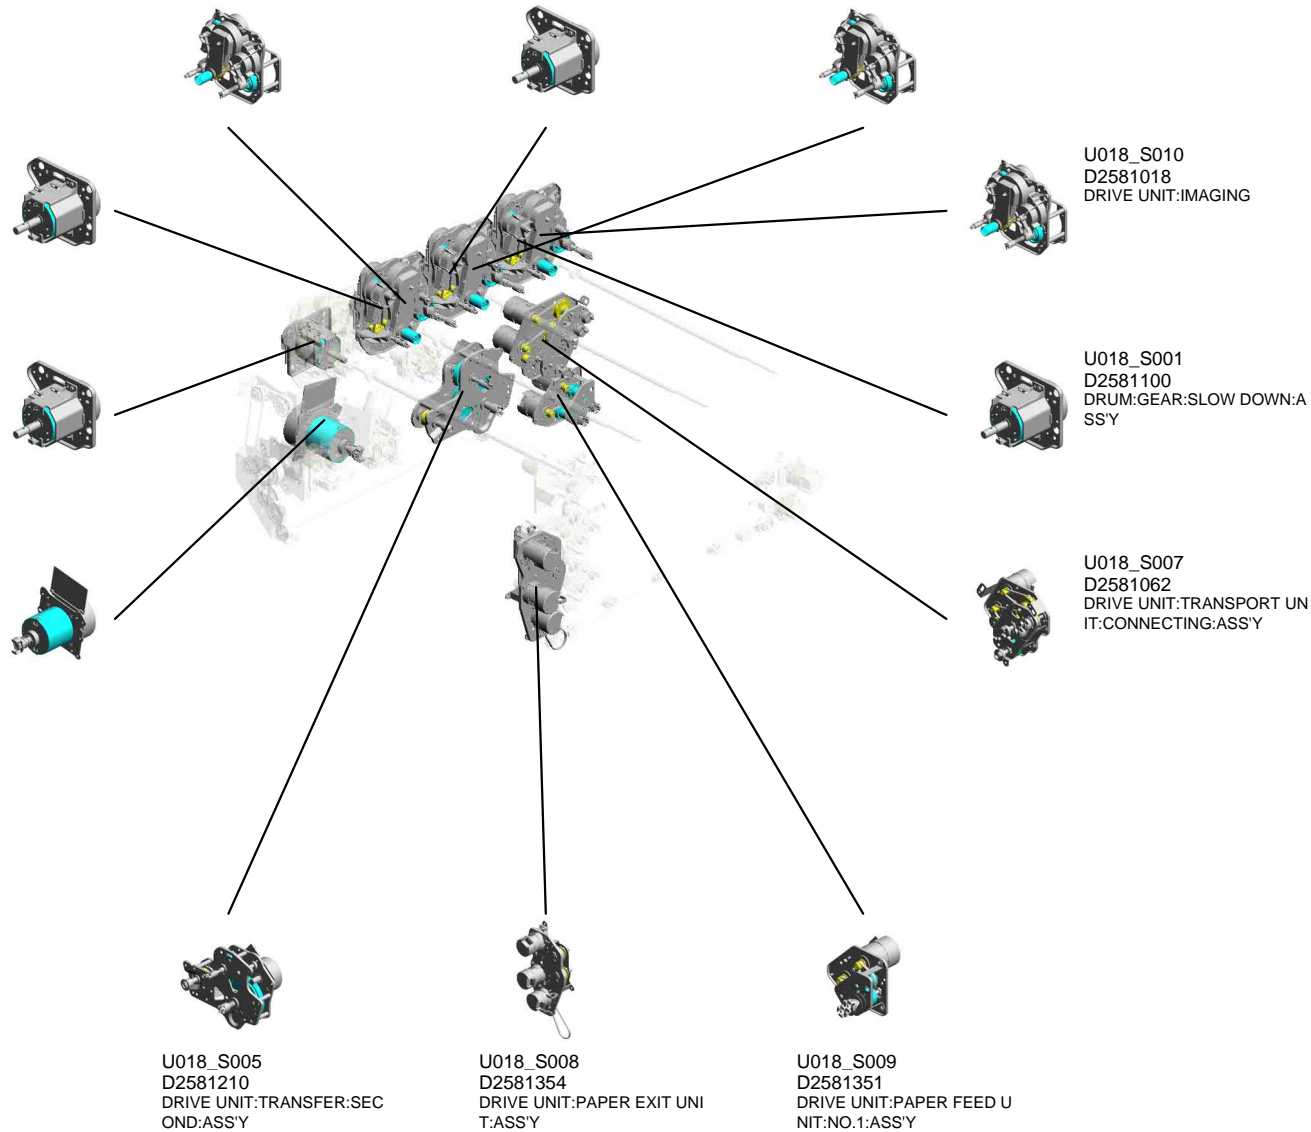 U018_S010
D2581018
DRIVE UNIT:IMAGING
U018_S001
D2581100
DRUM:GEAR:SLOW DOWN:A
SS'Y
U018_S007
D2581062
DRIVE UNIT:TRANSPORT UN
IT:CONNECTING:ASS'Y
U018_S005
D2581210
DRIVE UNIT:TRANSFER:SEC
OND:ASS'Y
U018_S008
D2581354
DRIVE UNIT:PAPER EXIT UNI
T:ASS'Y
U018_S009
D2581351
DRIVE UNIT:PAPER FEED U
NIT:NO.1:ASS'Y